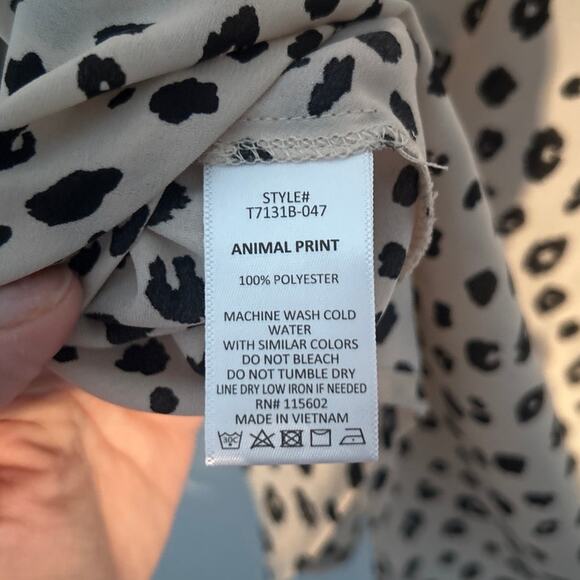 STYLE#
T7131B-047
ANIMAL PRINT
100% POLYESTER
MACHINE WASH COLD
WATER
WITH SIMILAR COLORS
DO NOT BLEACH
DO NOT TUMBLE DRY
LINE DRY LOW IRON IF NEEDED
RN# 115602
MADE IN VIETNAM
30C